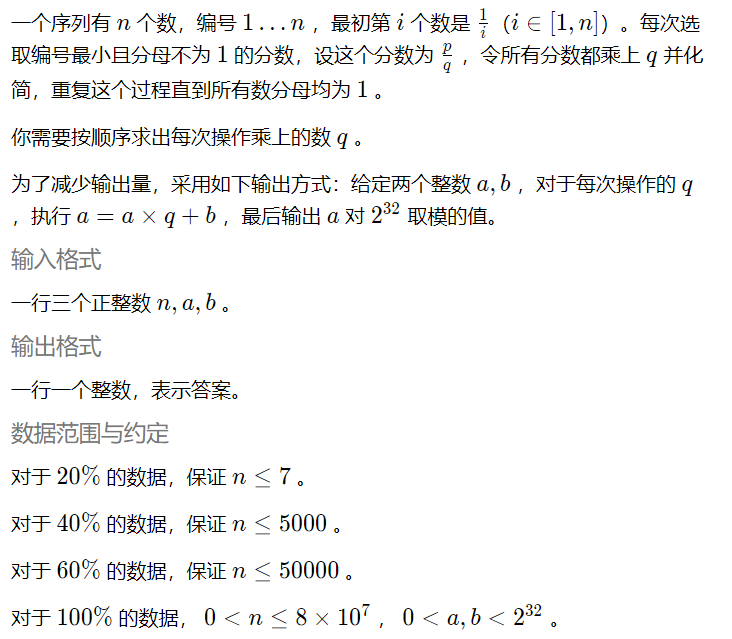 一个序列有 n 个数，编号 1…n ，最初第 i 个数是 1/i （i ∈ [1, n]）。每次选
取编号最小且分母不为 1 的分数，设这个分数为 p/q ，令所有分数都乘上 q 并化
简，重复这个过程直到所有数分母均为 1 。
你需要按顺序求出每次操作乘上的数 q 。
为了减少输出量，采用如下输出方式：给定两个整数 a, b ，对于每次操作的 q
，执行 a = a × q + b ，最后输出 a 对 2^32 取模的值。
输入格式
一行三个正整数 n, a, b 。
输出格式
一行一个整数，表示答案。
数据范围与约定
对于 20% 的数据，保证 n ≤ 7 。
对于 40% 的数据，保证 n ≤ 5000 。
对于 60% 的数据，保证 n ≤ 50000 。
对于 100% 的数据， 0 < n ≤ 8 × 10^7 ， 0 < a, b < 2^32 。